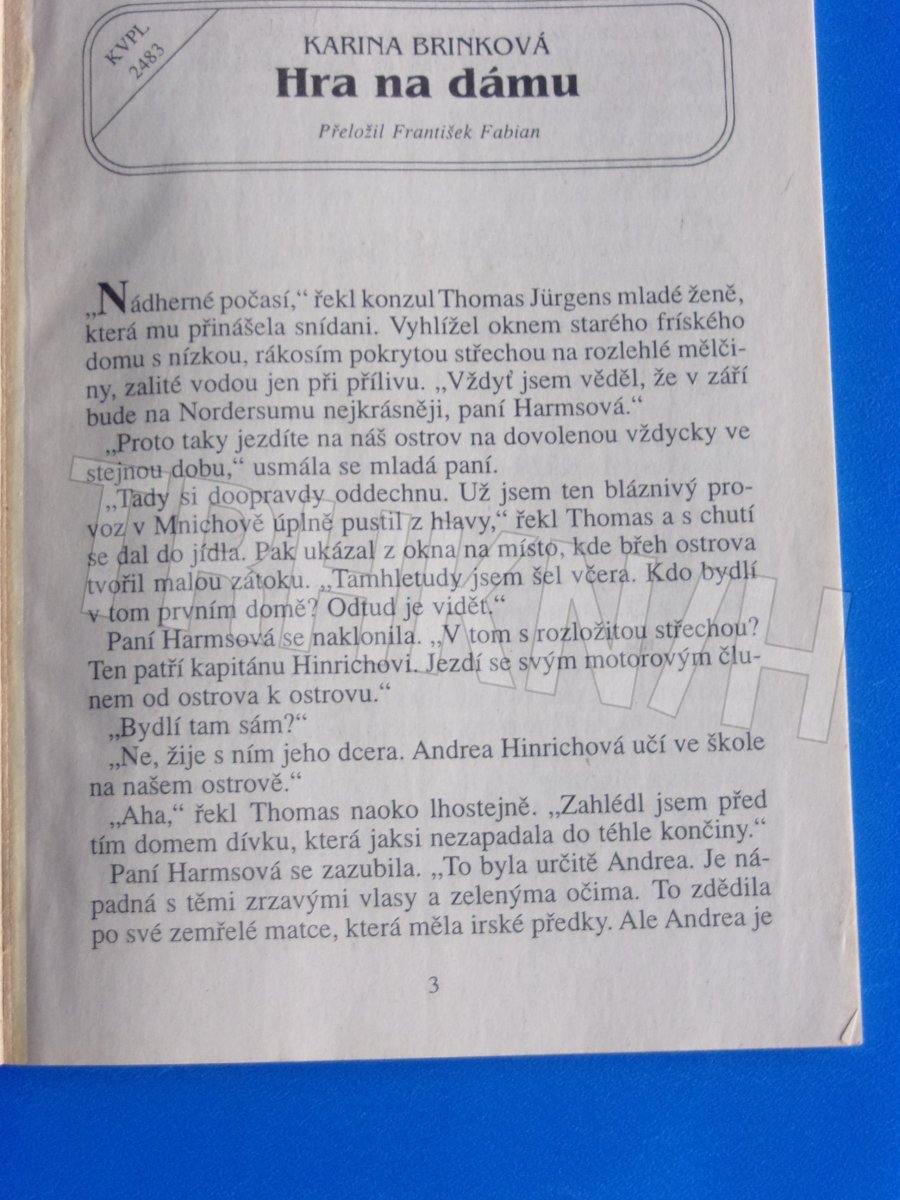 KVPL
2483
KARINA BRINKOVÁ
Hra na dámu
Přeložil František Fabian
„Nádherné počasí,“ řekl konzul Thomas Jürgens mladé ženě,
která mu přinášela snídani. Vyhlížel oknem starého fríského
domu s nízkou, rákosím pokrytou střechou na rozlehlé mělči-
ny, zalité vodou jen při přílivu. „Vždyť jsem věděl, že v září
bude na Nordersumu nejkrásněji, paní Harmsová.“
„Proto taky jezdíte na náš ostrov na dovolenou vždycky ve
stejnou dobu,“ usmála se mladá paní.
„Tady si doopravdy oddechnu. Už jsem ten bláznivý pro-
voz v Mnichově úplně pustil z hlavy,“ řekl Thomas a s chutí
se dal do jídla. Pak ukázal z okna na místo, kde břeh ostrova
tvořil malou zátoku. „Tamhletudy jsem šel včera. Kdo bydlí
v tom prvním domě? Odtud je vidět.“
Paní Harmsová se naklonila. „V tom s rozložitou střechou?
Ten patří kapitánu Hinrichovi. Jezdí se svým motorovým člu-
nem od ostrova k ostrovu.“
„Bydlí tam sám?“
„Ne, žije s ním jeho dcera. Andrea Hinrichová učí ve škole
na našem ostrově.“
„Aha,“ řekl Thomas naoko lhostejně. „Zahlédl jsem před
tím domem dívku, která jaksi nezapadala do téhle končiny.“
Paní Harmsová se zazubila. „To byla určitě Andrea. Je ná-
padná s těmi zrzavými vlasy a zelenýma očima. To zdědila
po své zemřelé matce, která měla irské předky. Ale Andrea je
3
TRHKNIH